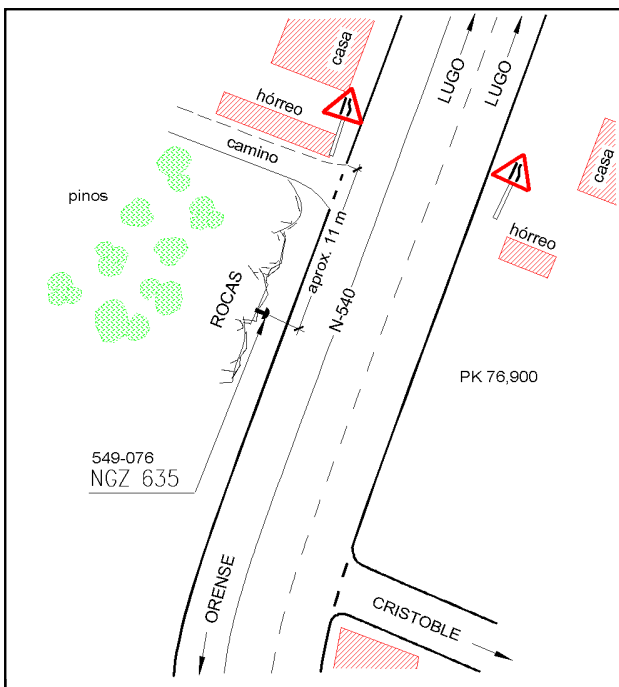 casa
LUGO
LUGO
hórreo
camino
casa
pinos
hórreo
aprox. 11 m
ROCAS
N-540
PK 76,900
549-076
NGZ 635
ORENSE
CRISTOBLE